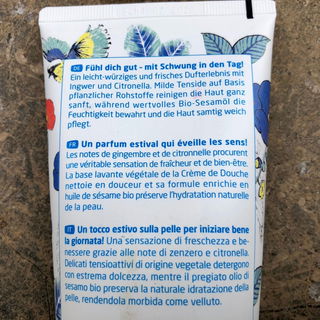 DE Fühl dich gut - mit Schwung in den Tag!
Ein leicht-würziges und frisches Dufterlebnis mit
Ingwer und Citronella. Milde Tenside auf Basis
pflanzlicher Rohstoffe reinigen die Haut ganz
sanft, während wertvolles Bio-Sesamöl die
Feuchtigkeit bewahrt und die Haut samtig weich
pflegt.
FR Un parfum estival qui éveille les sens!
Les notes de gingembre et de citronnelle procurent
une véritable sensation de fraîcheur et de bien-être.
La base lavante végétale de la Crème de Douche
nettoie en douceur et sa formule enrichie en
huile de sésame bio préserve l'hydratation naturelle
de la peau.
IT Un tocco estivo sulla pelle per iniziare bene
la giornata! Una sensazione di freschezza e be-
nessere grazie alle note di zenzero e citronella.
Delicati tensioattivi di origine vegetale detergono
con estrema dolcezza, mentre il pregiato olio di
sesamo bio preserva la naturale idratazione della
pelle, rendendola morbida come velluto.